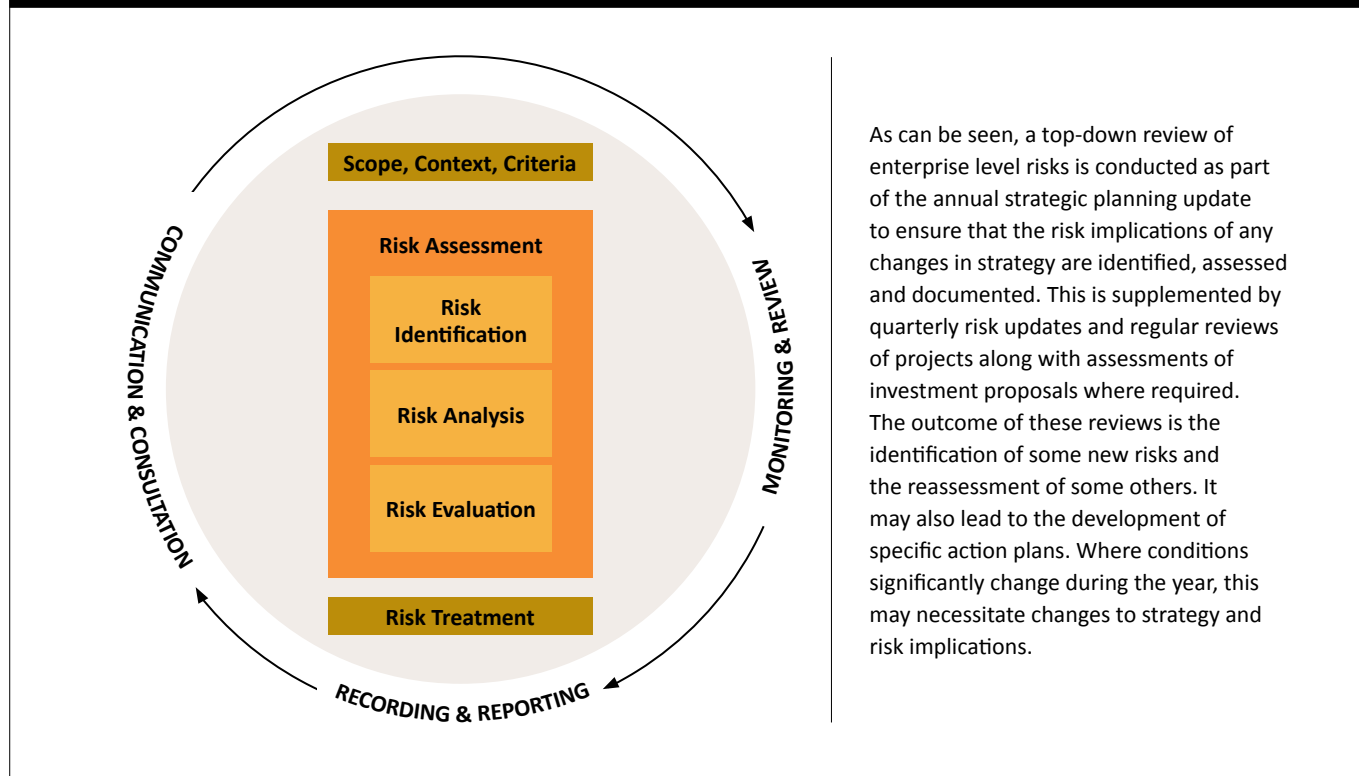 Scope, Context, Criteria
Risk Assessment
Risk
Identification
Risk Analysis
Risk Evaluation
Risk Treatment
COMMUNICATION & CONSULTATION
MONITORING & REVIEW
RECORDING & REPORTING
As can be seen, a top-down review of
enterprise level risks is conducted as part
of the annual strategic planning update
to ensure that the risk implications of any
changes in strategy are identified, assessed
and documented. This is supplemented by
quarterly risk updates and regular reviews
of projects along with assessments of
investment proposals where required.
The outcome of these reviews is the
identification of some new risks and
the reassessment of some others. It
may also lead to the development of
specific action plans. Where conditions
significantly change during the year, this
may necessitate changes to strategy and
risk implications.